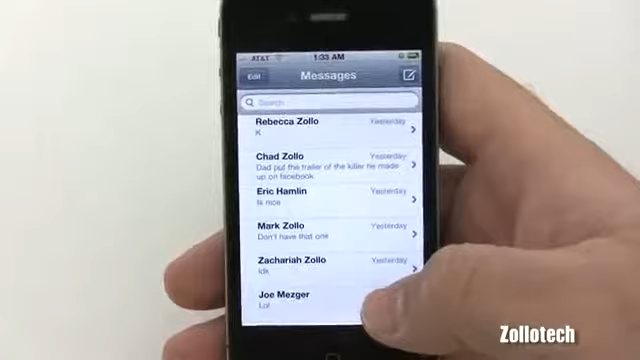 AT&T 1:33 AM
Edit Messages
Search
Rebecca Zollo Yesterday
K
Chad Zollo Yesterday
Dad put the trailer of the killer he made
up on facebook
Eric Hamlin Yesterday
Is nice
Mark Zollo Yesterday
Don't have that one
Zachariah Zollo Yesterday
Idk
Joe Mezger
Lol
Zollotech